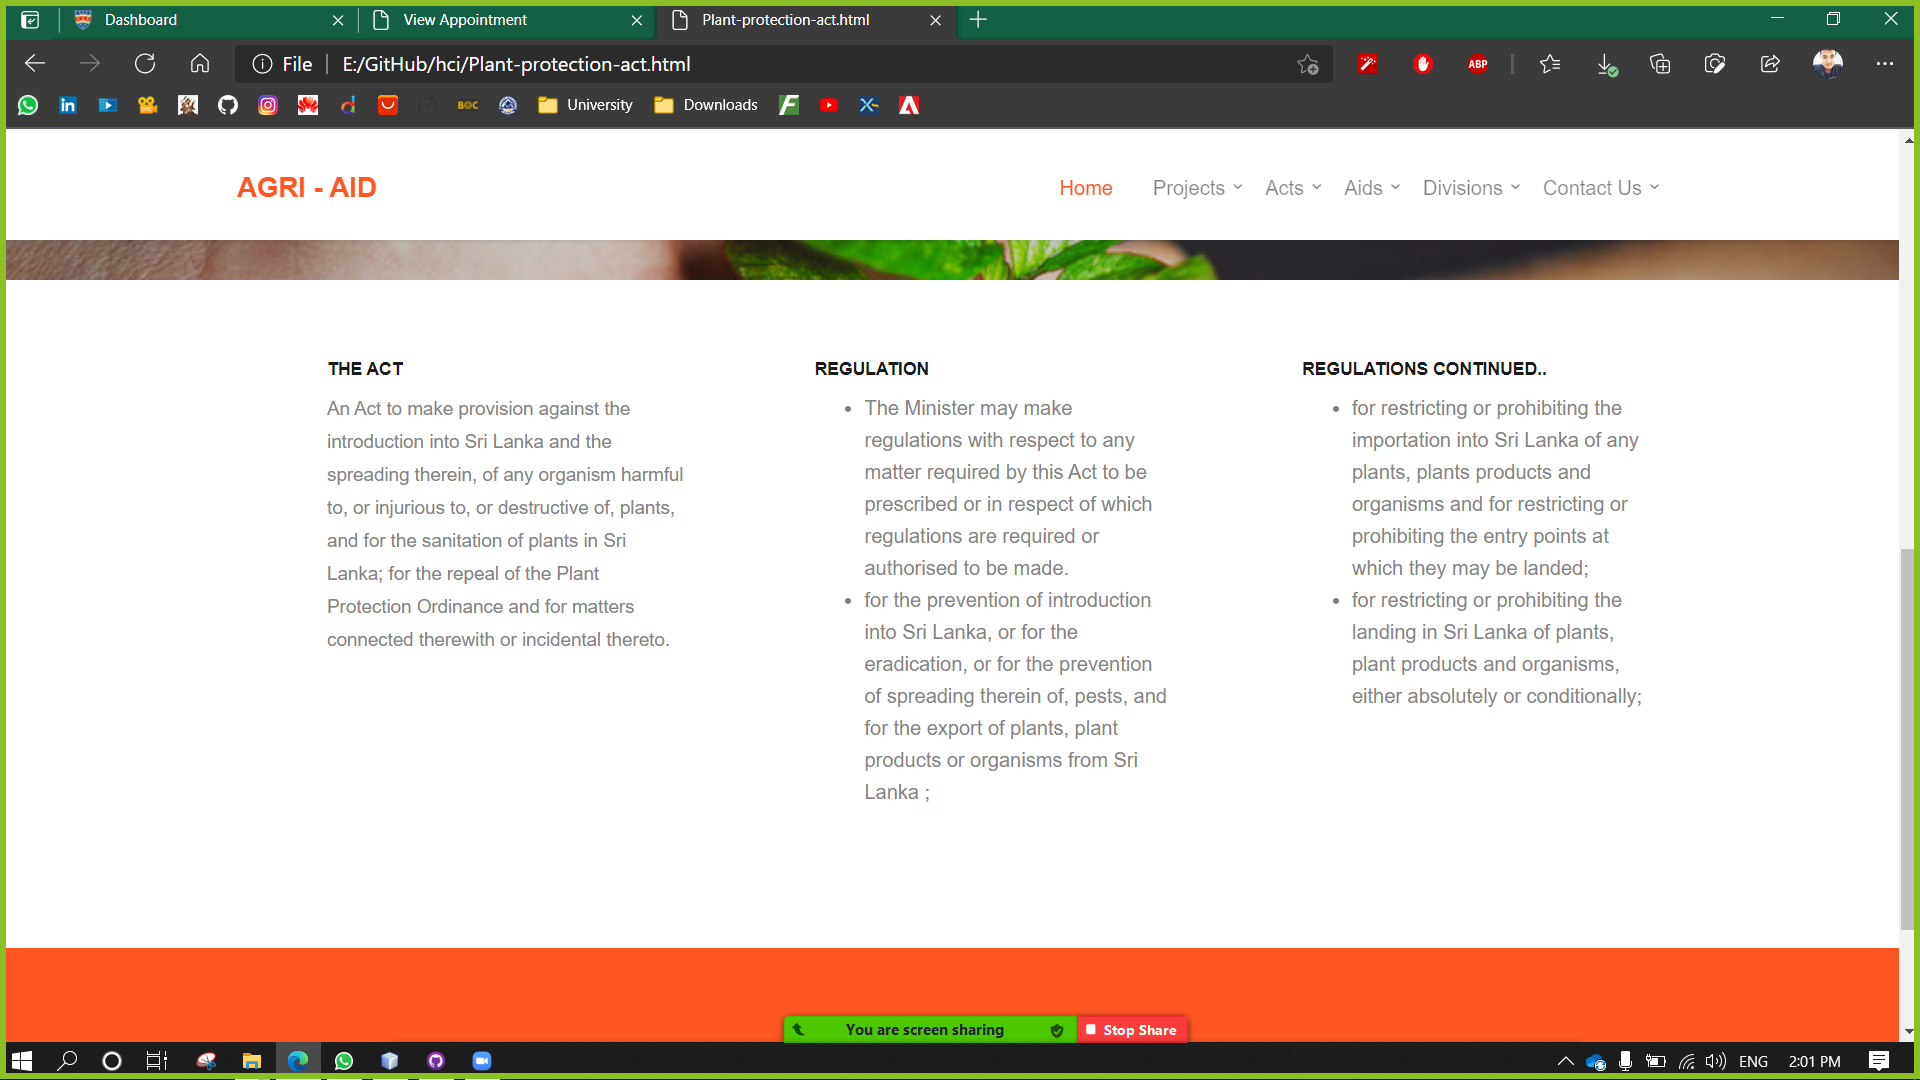 Dashboard
View Appointment
Plant-protection-act.html
File
E:/GitHub/hci/Plant-protection-act.html
ABP
BOC
University
Downloads
AGRI - AID
Home
Projects
Acts
Aids
Divisions
Contact Us
THE ACT
An Act to make provision against the
introduction into Sri Lanka and the
spreading therein, of any organism harmful
to, or injurious to, or destructive of, plants,
and for the sanitation of plants in Sri
Lanka; for the repeal of the Plant
Protection Ordinance and for matters
connected therewith or incidental thereto.
REGULATION
• The Minister may make
regulations with respect to any
matter required by this Act to be
prescribed or in respect of which
regulations are required or
authorised to be made.
• for the prevention of introduction
into Sri Lanka, or for the
eradication, or for the prevention
of spreading therein of, pests, and
for the export of plants, plant
products or organisms from Sri
Lanka ;
REGULATIONS CONTINUED..
• for restricting or prohibiting the
importation into Sri Lanka of any
plants, plants products and
organisms and for restricting or
prohibiting the entry points at
which they may be landed;
• for restricting or prohibiting the
landing in Sri Lanka of plants,
plant products and organisms,
either absolutely or conditionally;
You are screen sharing
Stop Share
ENG
2:01 PM